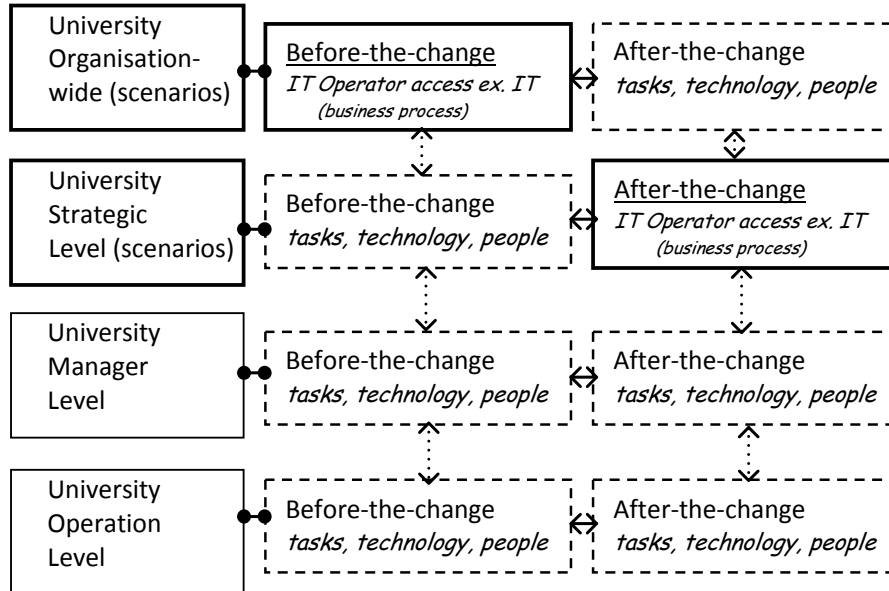 University
Organisation-
wide (scenarios)
Before-the-change
IT Operator access ex. IT
(business process)
After-the-change
tasks, technology, people
University
Strategic
Level (scenarios)
Before-the-change
tasks, technology, people
After-the-change
IT Operator access ex. IT
(business process)
University
Manager
Level
Before-the-change
tasks, technology, people
After-the-change
tasks, technology, people
University
Operation
Level
Before-the-change
tasks, technology, people
After-the-change
tasks, technology, people